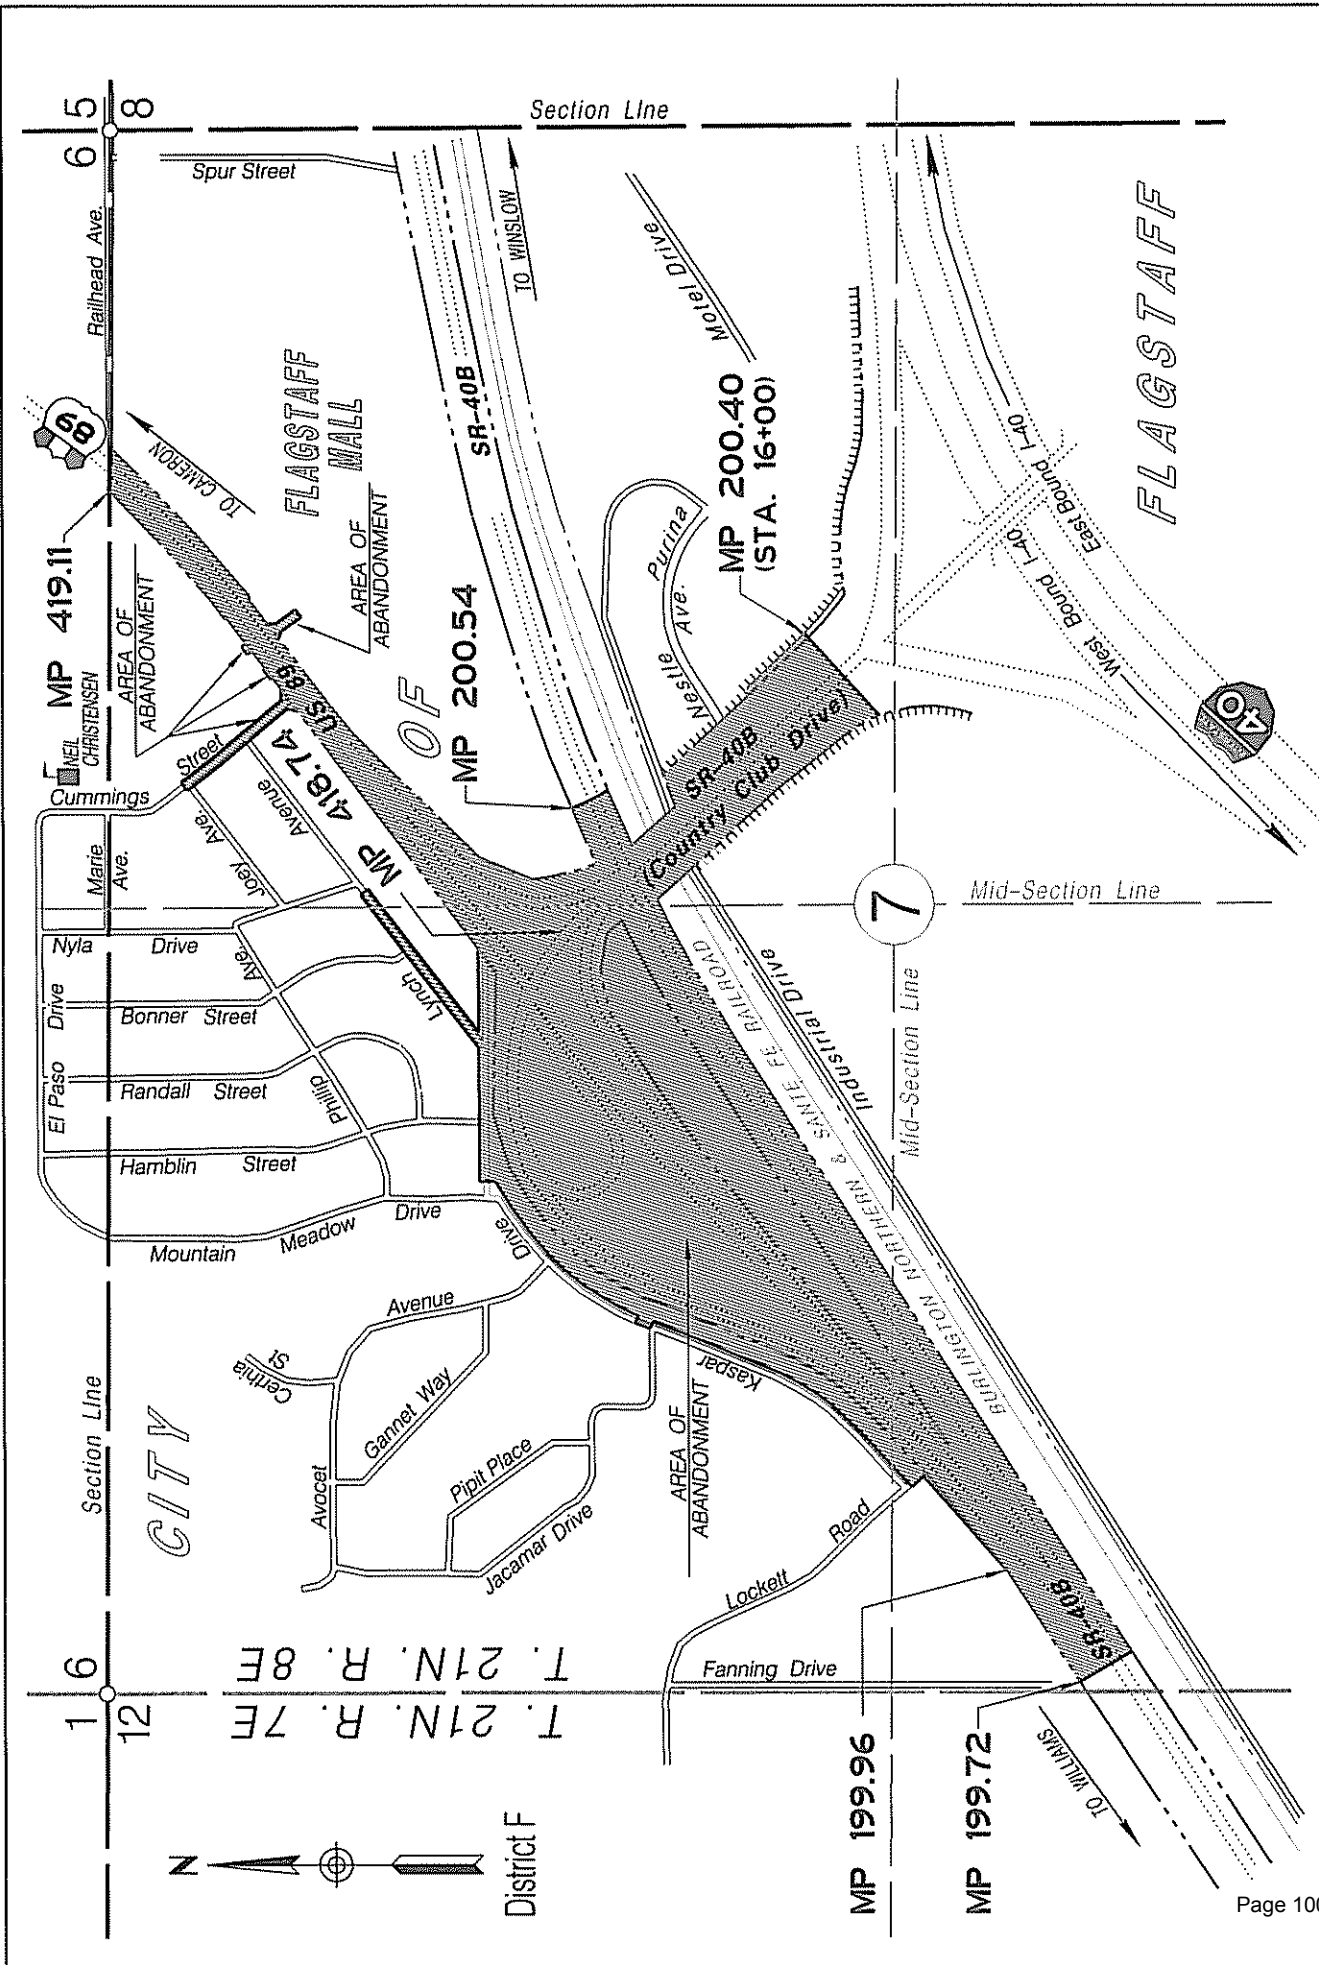 1 6
12
Section LIne
6 5
8
Railhead Ave.
Section LIne
Spur Street
CITY
OF
FLAGSTAFF
FLAGSTAFF
MALL
N
District F
T. 21N. R. 7E
T. 21N. R. 8E
89
TO CAMERON
MP 419.11
NEIL
CHRISTENSEN
AREA OF
ABANDONMENT
AREA OF
ABANDONMENT
US 89
MP 418.74
Cummings
Street
Marie
Ave.
Joey Ave.
Avenue
Lynch
Nyla
Drive
El Paso
Drive
Bonner Street
Randall Street
Hamblin Street
Phillip
Ave.
Mountain
Meadow
Drive
Avenue
Certhia
St
Avocet
Gannet Way
Pipit Place
Jacamar Drive
Drive
Kaspar
AREA OF
ABANDONMENT
Lockett
Road
Fanning Drive
MP 199.96
MP 199.72
SR-40B
TO WILLIAMS
MP 200.54
SR-40B
TO WINSLOW
Motel Drive
Purina
Nestle
Ave.
MP 200.40
(STA. 16+00)
SR-40B
(Country Club Drive)
BURLINGTON NORTHERN & SANTE FE RAILROAD
Industrial Drive
7
Mid-Section Line
Mid-Section Line
West Bound I-40
East Bound I-40
40
Page 100